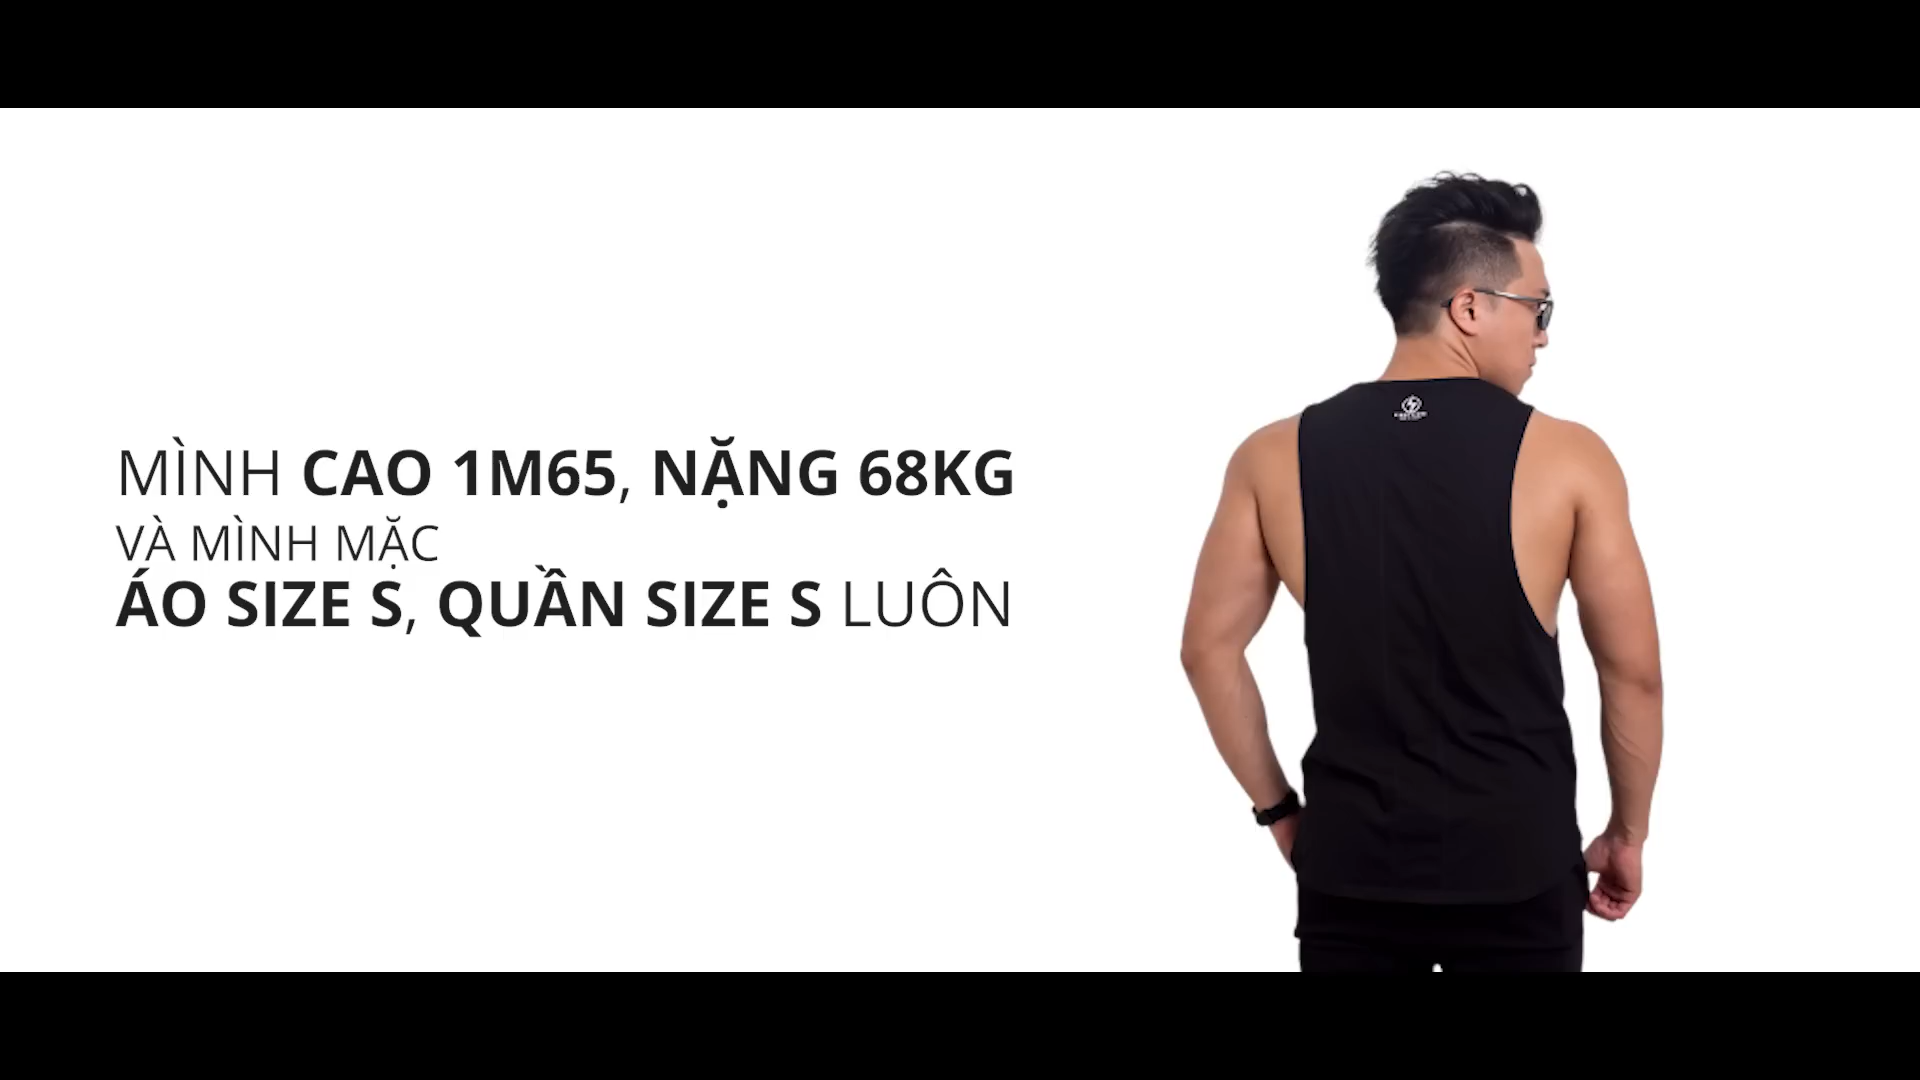 MÌNH CAO 1M65, NẶNG 68KG
VÀ MÌNH MẶC
ÁO SIZE S, QUẦN SIZE S LUÔN